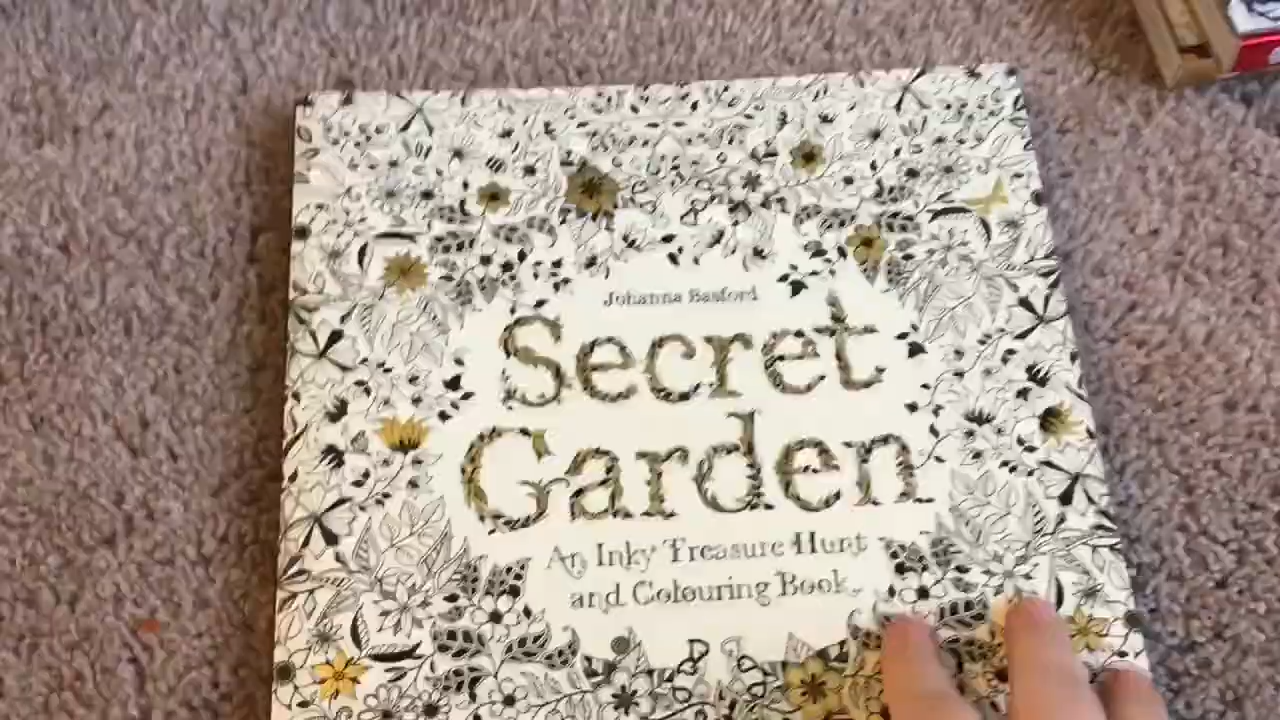 Johanna Basford
Secret
Garden
An Inky Treasure Hunt
and Colouring Book